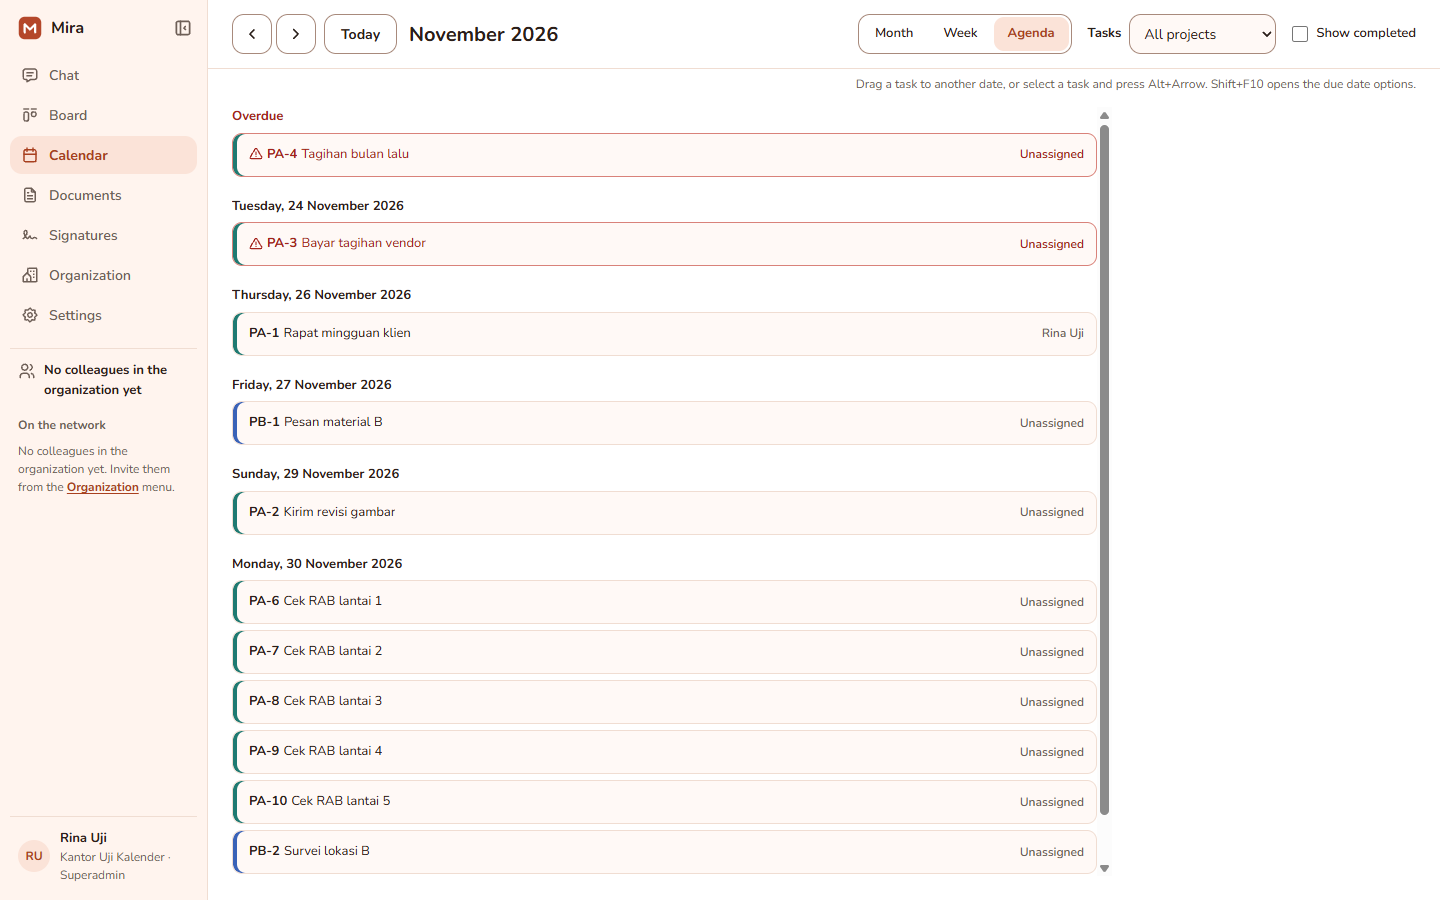 Mira
Chat
Board
Calendar
Documents
Signatures
Organization
Settings
No colleagues in the
organization yet
On the network
No colleagues in the
organization yet. Invite them
from the Organization menu.
RU
Rina Uji
Kantor Uji Kalender ·
Superadmin
Today
November 2026
Month
Week
Agenda
Tasks
All projects
Show completed
Drag a task to another date, or select a task and press Alt+Arrow. Shift+F10 opens the due date options.
Overdue
PA-4 Tagihan bulan lalu Unassigned
Tuesday, 24 November 2026
PA-3 Bayar tagihan vendor Unassigned
Thursday, 26 November 2026
PA-1 Rapat mingguan klien Rina Uji
Friday, 27 November 2026
PB-1 Pesan material B Unassigned
Sunday, 29 November 2026
PA-2 Kirim revisi gambar Unassigned
Monday, 30 November 2026
PA-6 Cek RAB lantai 1 Unassigned
PA-7 Cek RAB lantai 2 Unassigned
PA-8 Cek RAB lantai 3 Unassigned
PA-9 Cek RAB lantai 4 Unassigned
PA-10 Cek RAB lantai 5 Unassigned
PB-2 Survei lokasi B Unassigned